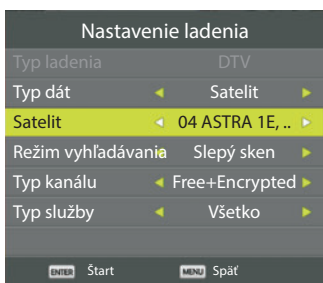 Nastavenie ladenia
Typ ladenia DTV
Typ dát Satelit
Satelit 04 ASTRA 1E, ..
Režim vyhľadávania Slepý sken
Typ kanálu Free+Encrypted
Typ služby Všetko
ENTER Štart MENU Späť